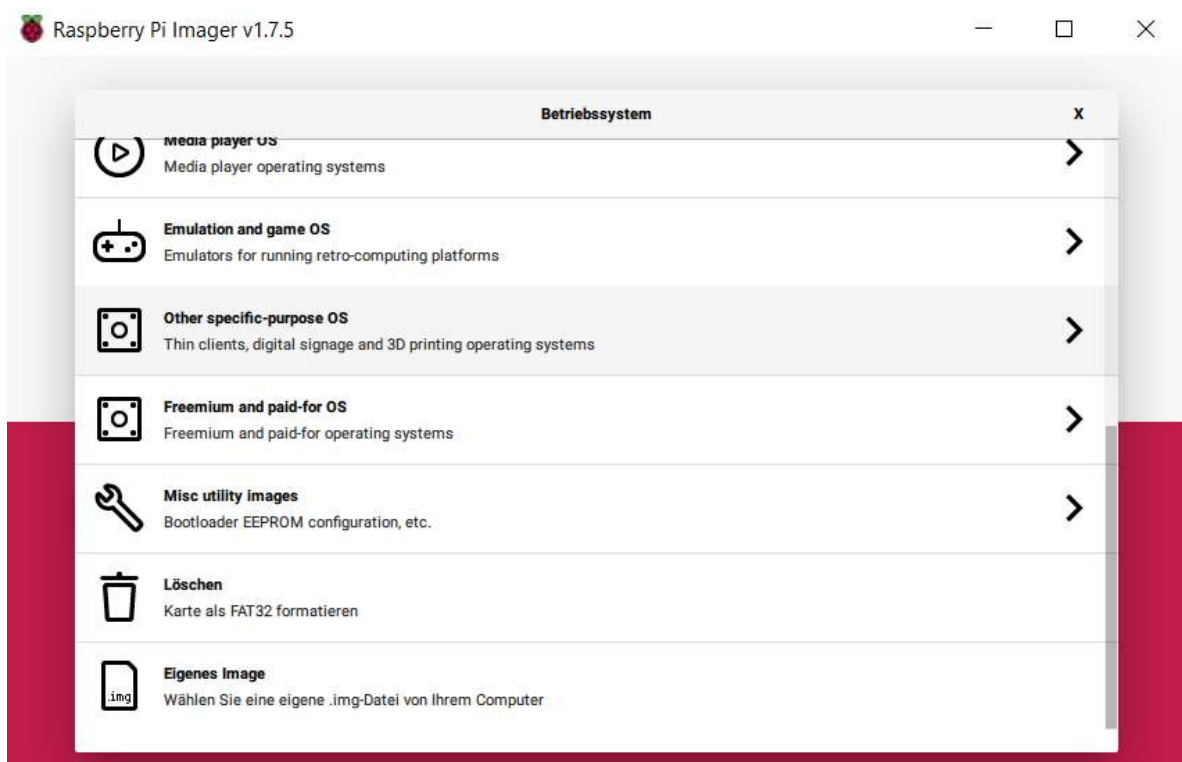 Raspberry Pi Imager v1.7.5
Betriebssystem
X
Media player OS
Media player operating systems
Emulation and game OS
Emulators for running retro-computing platforms
Other specific-purpose OS
Thin clients, digital signage and 3D printing operating systems
Freemium and paid-for OS
Freemium and paid-for operating systems
Misc utility images
Bootloader EEPROM configuration, etc.
Löschen
Karte als FAT32 formatieren
.img
Eigenes Image
Wählen Sie eine eigene .img-Datei von Ihrem Computer